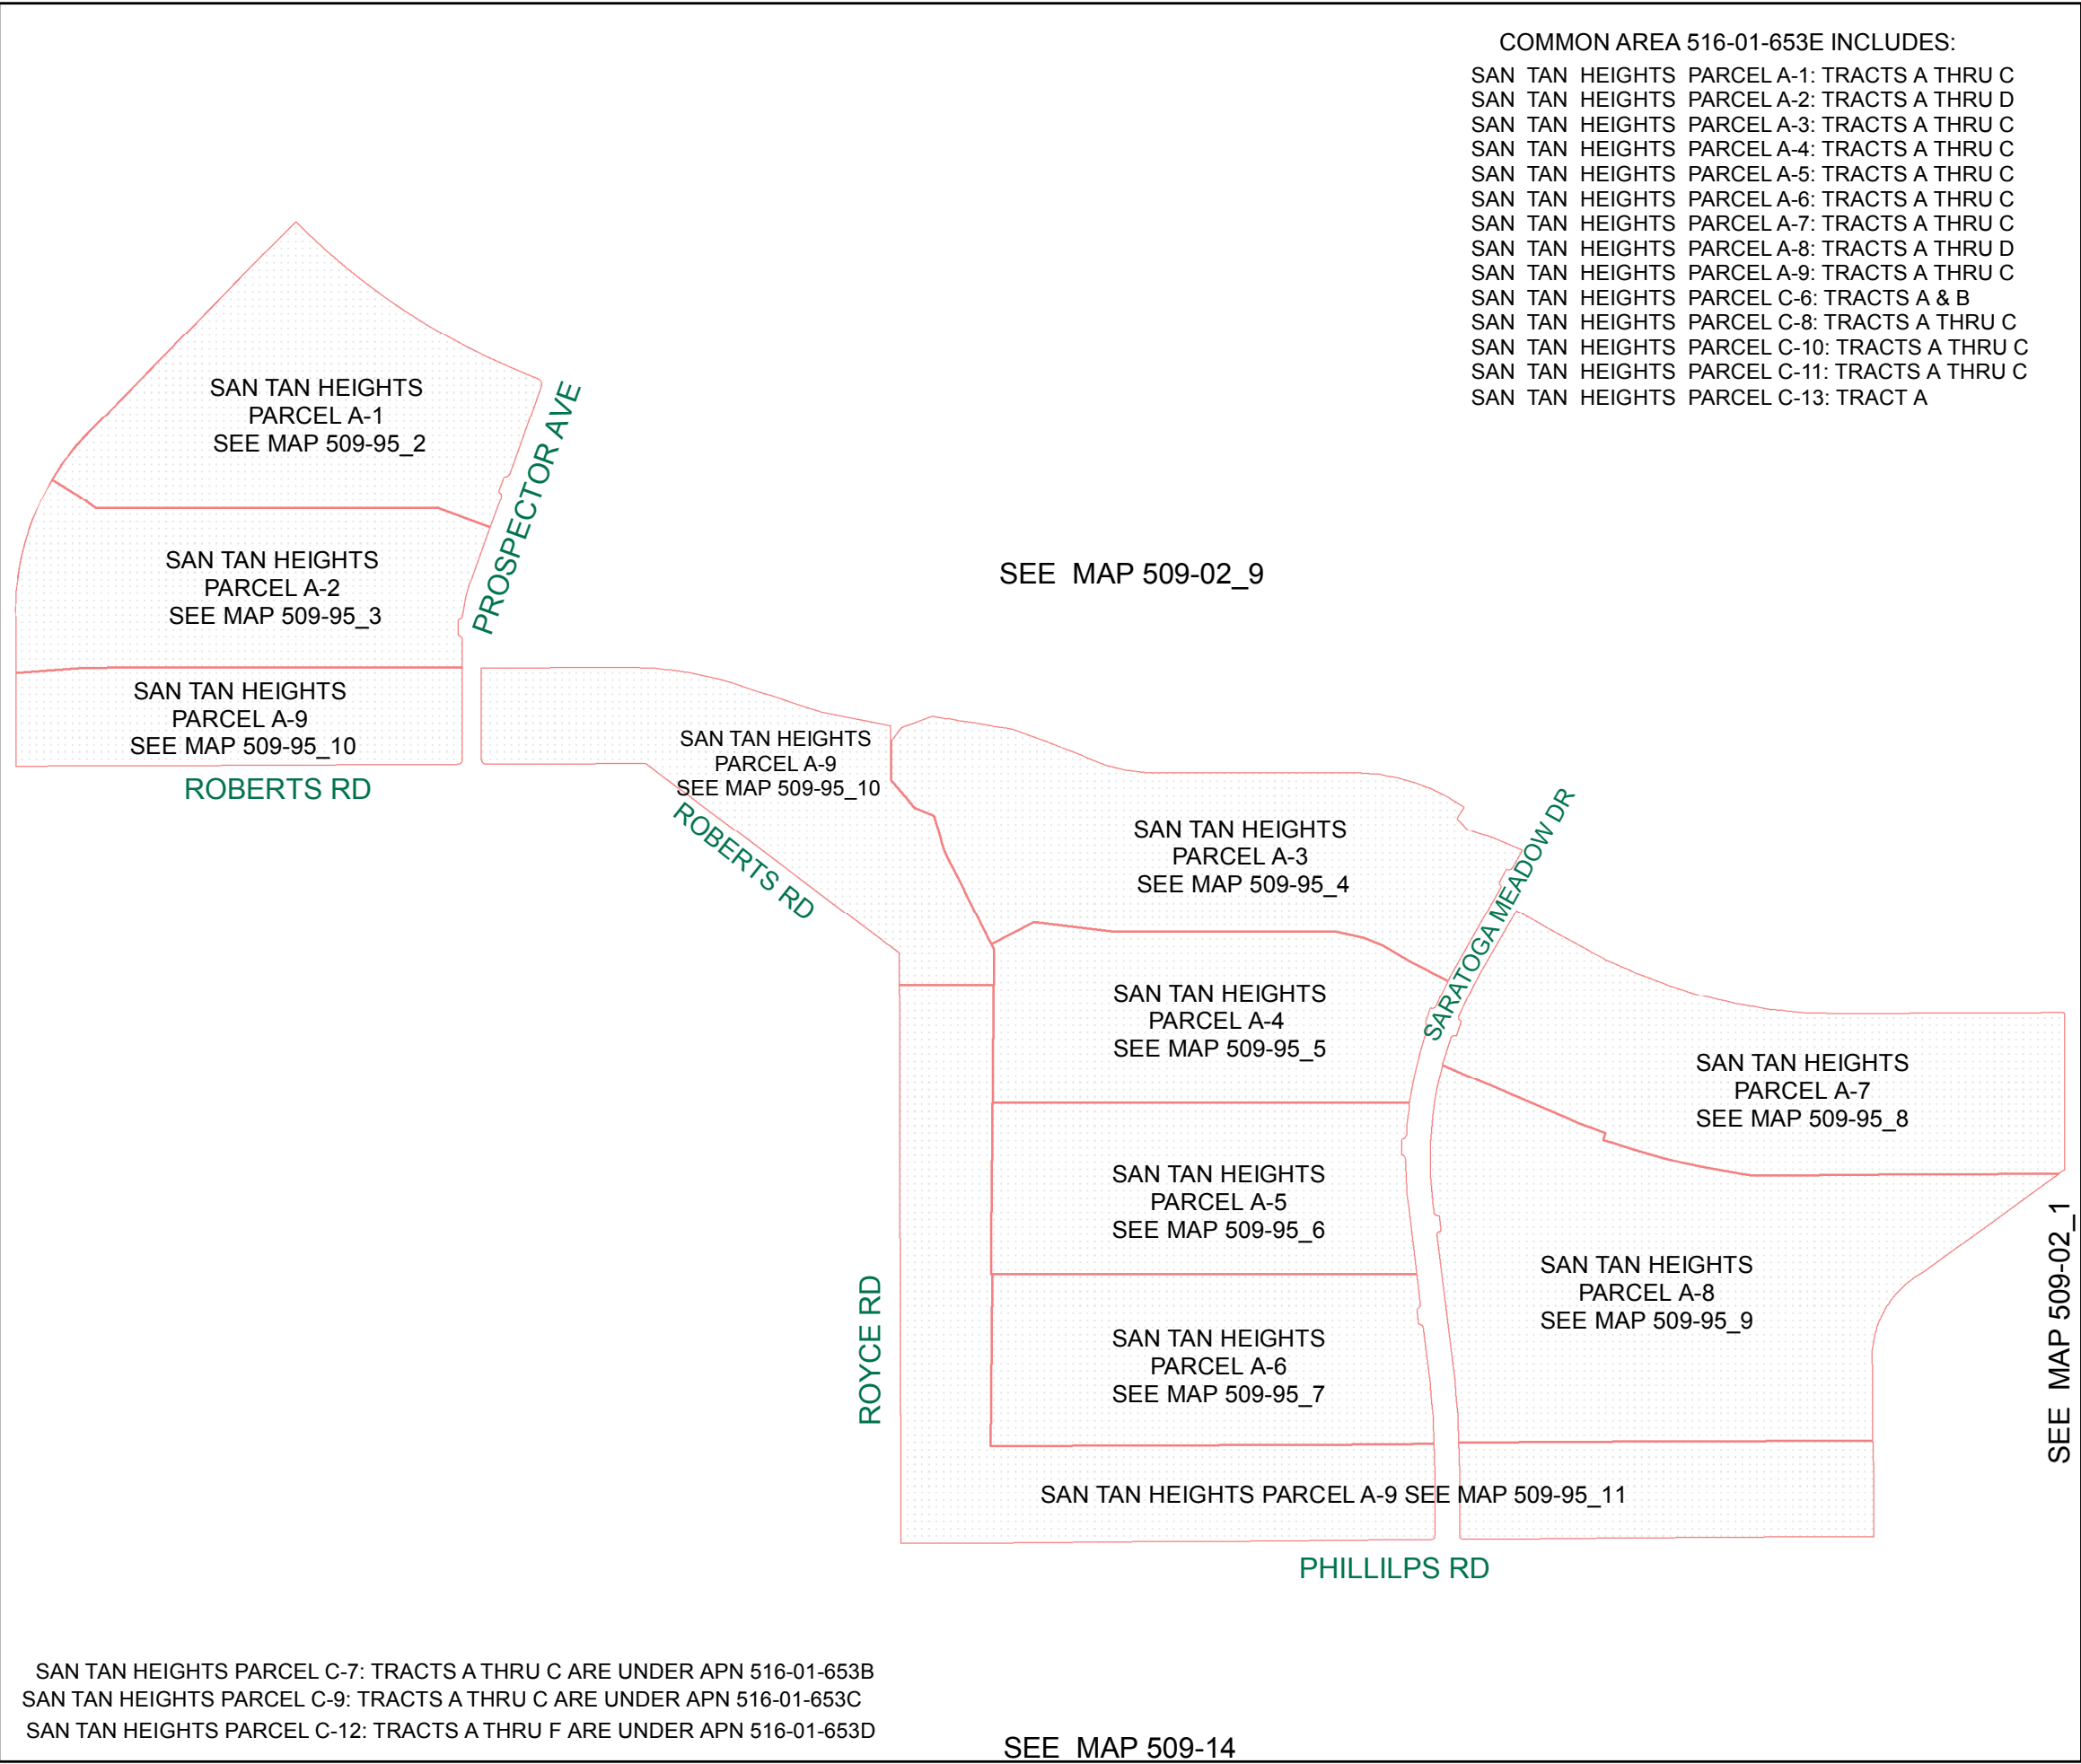 COMMON AREA 516-01-653E INCLUDES:
SAN TAN HEIGHTS PARCEL A-1: TRACTS A THRU C
SAN TAN HEIGHTS PARCEL A-2: TRACTS A THRU D
SAN TAN HEIGHTS PARCEL A-3: TRACTS A THRU C
SAN TAN HEIGHTS PARCEL A-4: TRACTS A THRU C
SAN TAN HEIGHTS PARCEL A-5: TRACTS A THRU C
SAN TAN HEIGHTS PARCEL A-6: TRACTS A THRU C
SAN TAN HEIGHTS PARCEL A-7: TRACTS A THRU C
SAN TAN HEIGHTS PARCEL A-8: TRACTS A THRU D
SAN TAN HEIGHTS PARCEL A-9: TRACTS A THRU C
SAN TAN HEIGHTS PARCEL C-6: TRACTS A & B
SAN TAN HEIGHTS PARCEL C-8: TRACTS A THRU C
SAN TAN HEIGHTS PARCEL C-10: TRACTS A THRU C
SAN TAN HEIGHTS PARCEL C-11: TRACTS A THRU C
SAN TAN HEIGHTS PARCEL C-13: TRACT A
SAN TAN HEIGHTS
PARCEL A-1
SEE MAP 509-95_2
PROSPECTOR AVE
SAN TAN HEIGHTS
PARCEL A-2
SEE MAP 509-95_3
SEE MAP 509-02_9
SAN TAN HEIGHTS
PARCEL A-9
SEE MAP 509-95_10
ROBERTS RD
SAN TAN HEIGHTS
PARCEL A-9
SEE MAP 509-95_10
ROBERTS RD
SAN TAN HEIGHTS
PARCEL A-3
SEE MAP 509-95_4
SARATOGA MEADOW DR
SAN TAN HEIGHTS
PARCEL A-4
SEE MAP 509-95_5
SAN TAN HEIGHTS
PARCEL A-7
SEE MAP 509-95_8
SAN TAN HEIGHTS
PARCEL A-5
SEE MAP 509-95_6
SAN TAN HEIGHTS
PARCEL A-8
SEE MAP 509-95_9
SEE MAP 509-02_1
ROYCE RD
SAN TAN HEIGHTS
PARCEL A-6
SEE MAP 509-95_7
SAN TAN HEIGHTS PARCEL A-9 SEE MAP 509-95_11
PHILLILPS RD
SAN TAN HEIGHTS PARCEL C-7: TRACTS A THRU C ARE UNDER APN 516-01-653B
SAN TAN HEIGHTS PARCEL C-9: TRACTS A THRU C ARE UNDER APN 516-01-653C
SAN TAN HEIGHTS PARCEL C-12: TRACTS A THRU F ARE UNDER APN 516-01-653D
SEE MAP 509-14